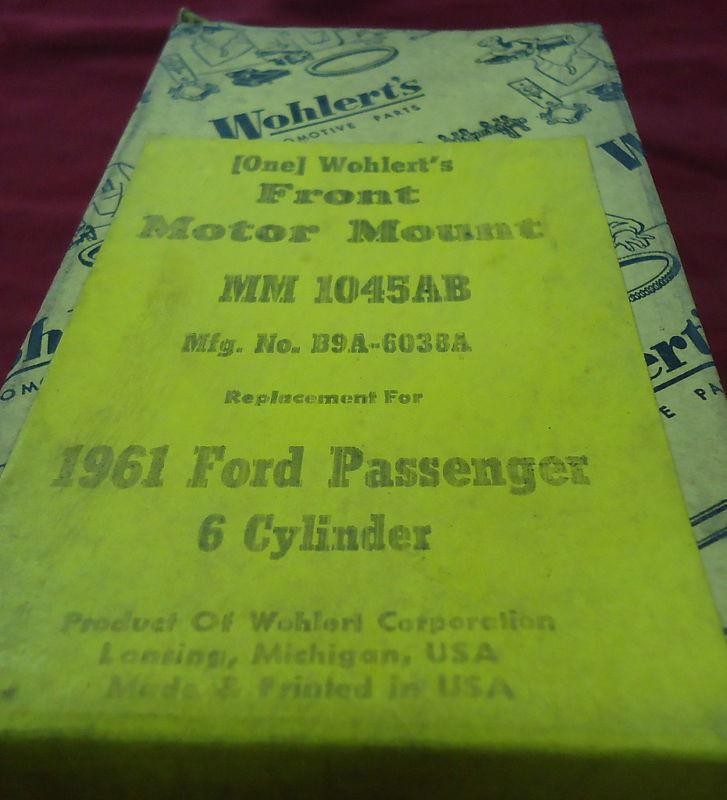 Wohlert's
OMOTIVE PARTS
[One] Wohlert's
Front
Motor Mount
MM 1045AB
Mfg. No. B9A-6038A
Replacement For
1961 Ford Passenger
6 Cylinder
Product Of Wohlert Corporation
Lansing, Michigan, USA
Made & Printed in USA